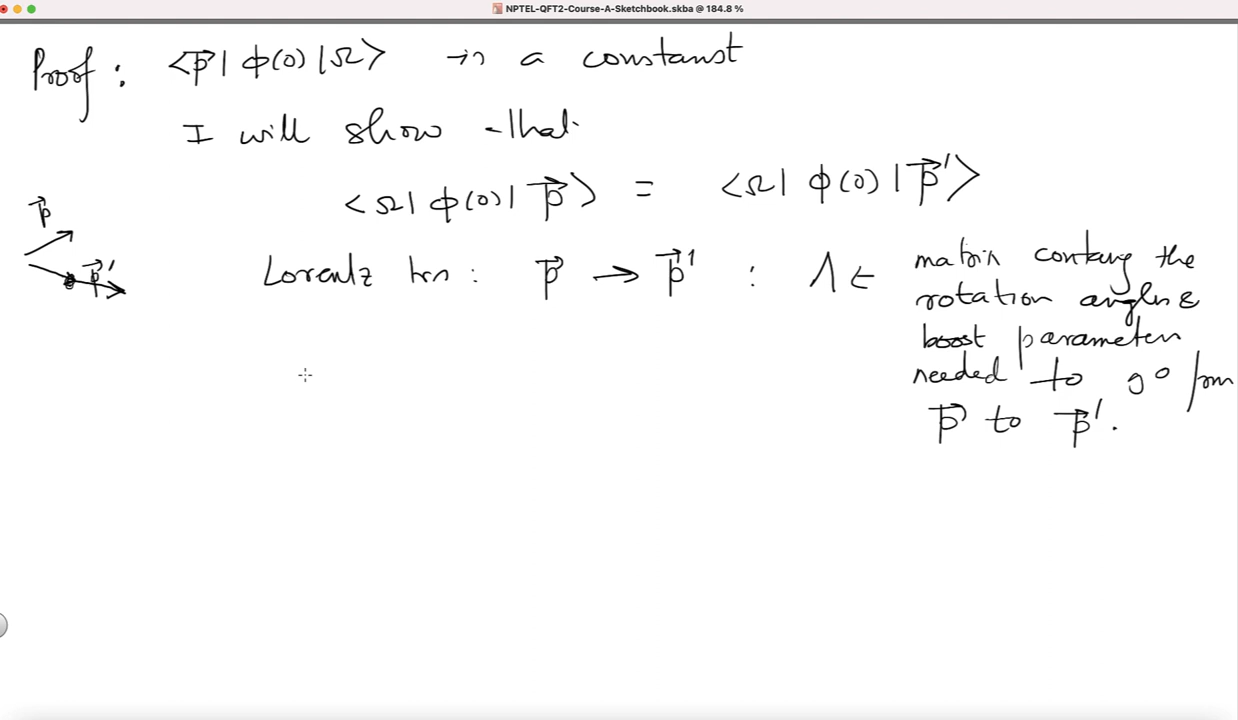 NPTEL-QFT2-Course-A-Sketchbook.skba @ 184.8 %
Proof : <p⃗| ϕ(0) |Ω> is a constant
I will show that
<Ω| ϕ(0) | p⃗> = <Ω| ϕ(0) | p⃗'>
p⃗
p⃗'
Lorentz trn : p⃗ → p⃗' : Λ ∈
matrix contang the
rotation angles &
boost parameters
needed to go from
p⃗ to p⃗'.